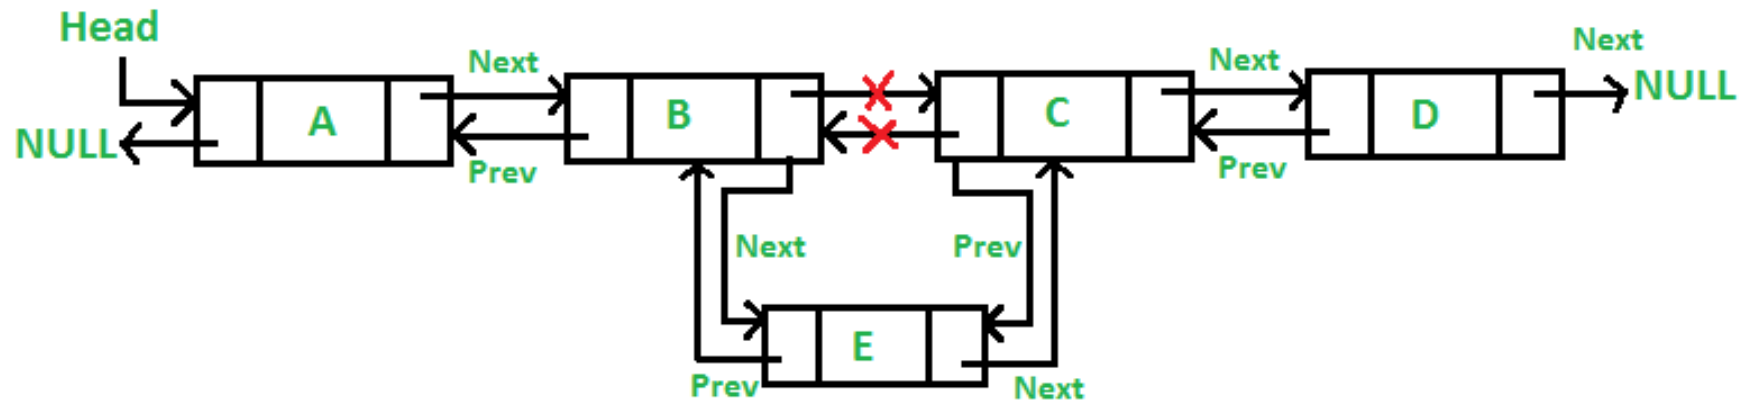 Head
Next
Next
Next
NULL
A
B
C
D
NULL
Prev
Prev
Next
Prev
E
Prev
Next